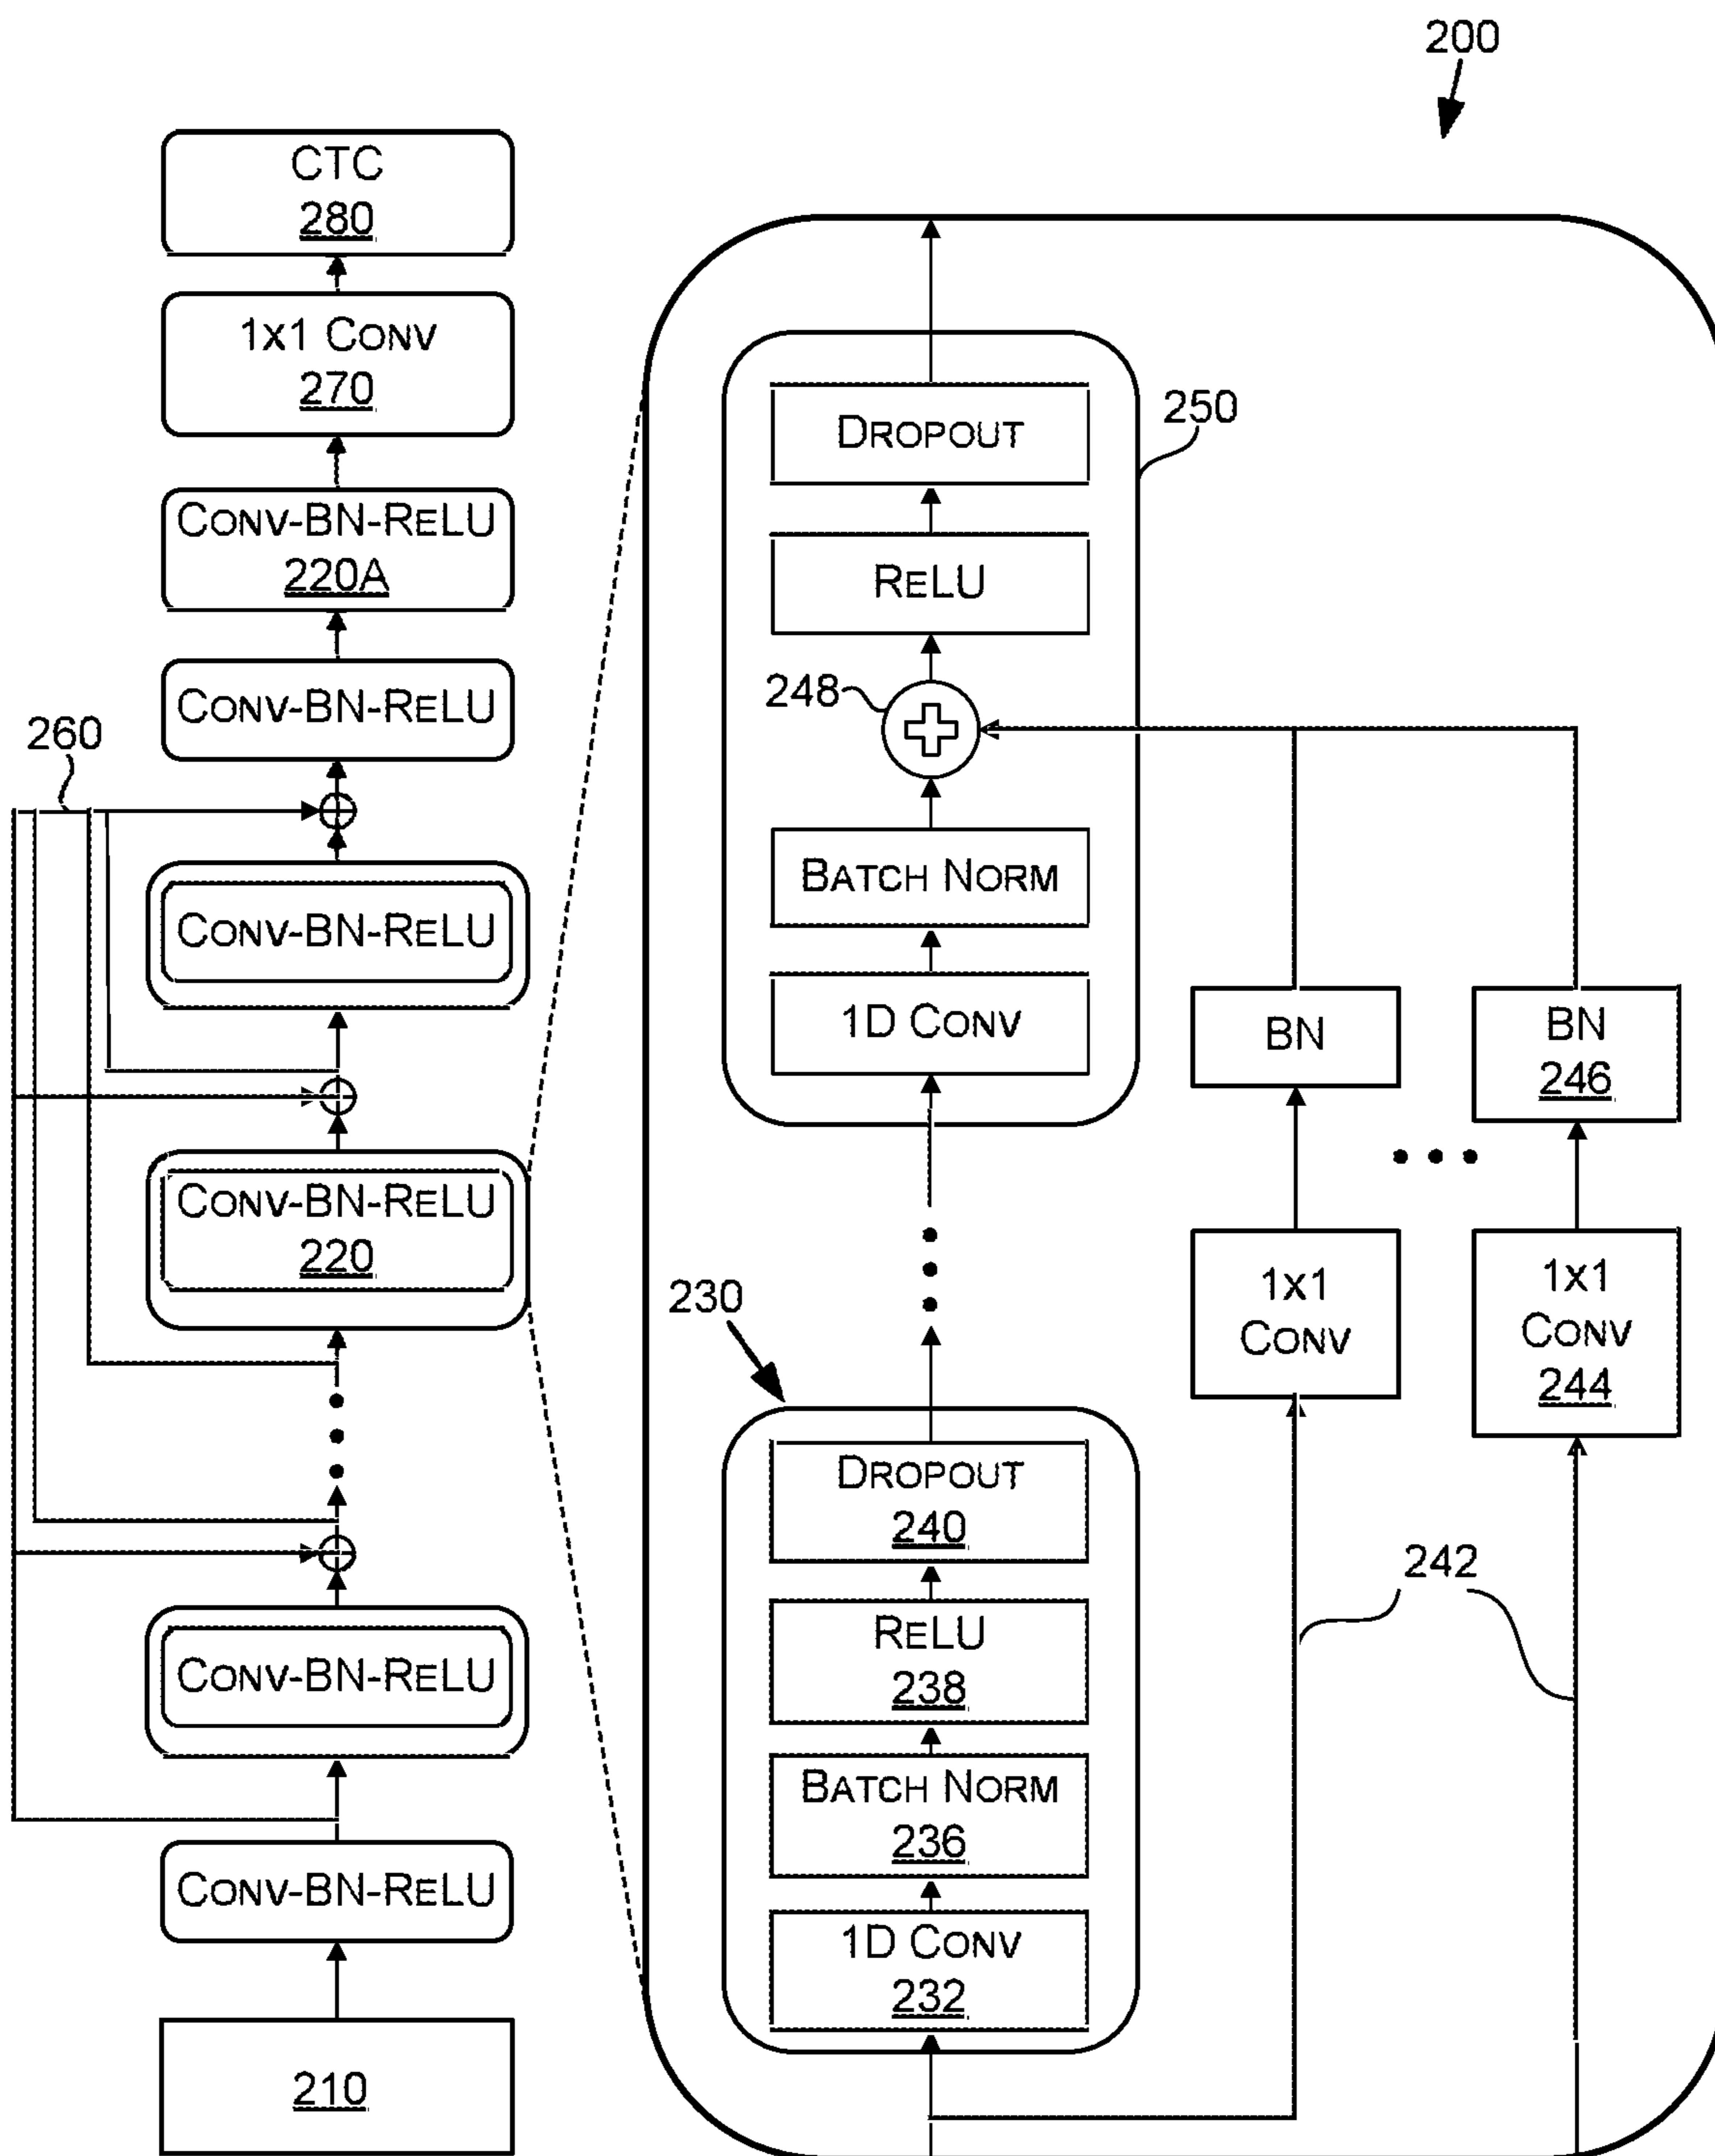 200
CTC
280
1x1 CONV
270
CONV-BN-RELU
220A
CONV-BN-RELU
260
CONV-BN-RELU
CONV-BN-RELU
220
CONV-BN-RELU
CONV-BN-RELU
210
DROPOUT
250
RELU
248
BATCH NORM
1D CONV
BN
BN
246
1x1
CONV
1x1
CONV
244
230
DROPOUT
240
RELU
238
242
BATCH NORM
236
1D CONV
232